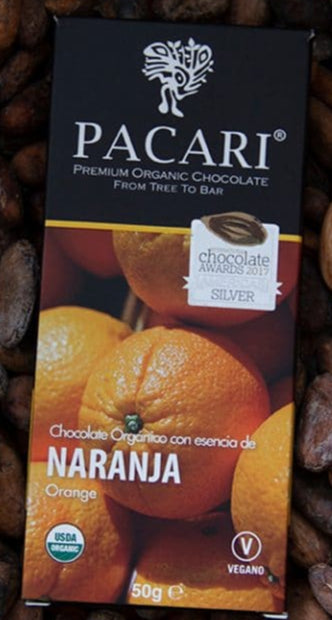 PACARI®
PREMIUM ORGANIC CHOCOLATE
FROM TREE TO BAR
chocolate
AWARDS 2017
SILVER
Chocolate Orgánico con esencia de
NARANJA
Orange
USDA
ORGANIC
V
VEGANO
50g ℮